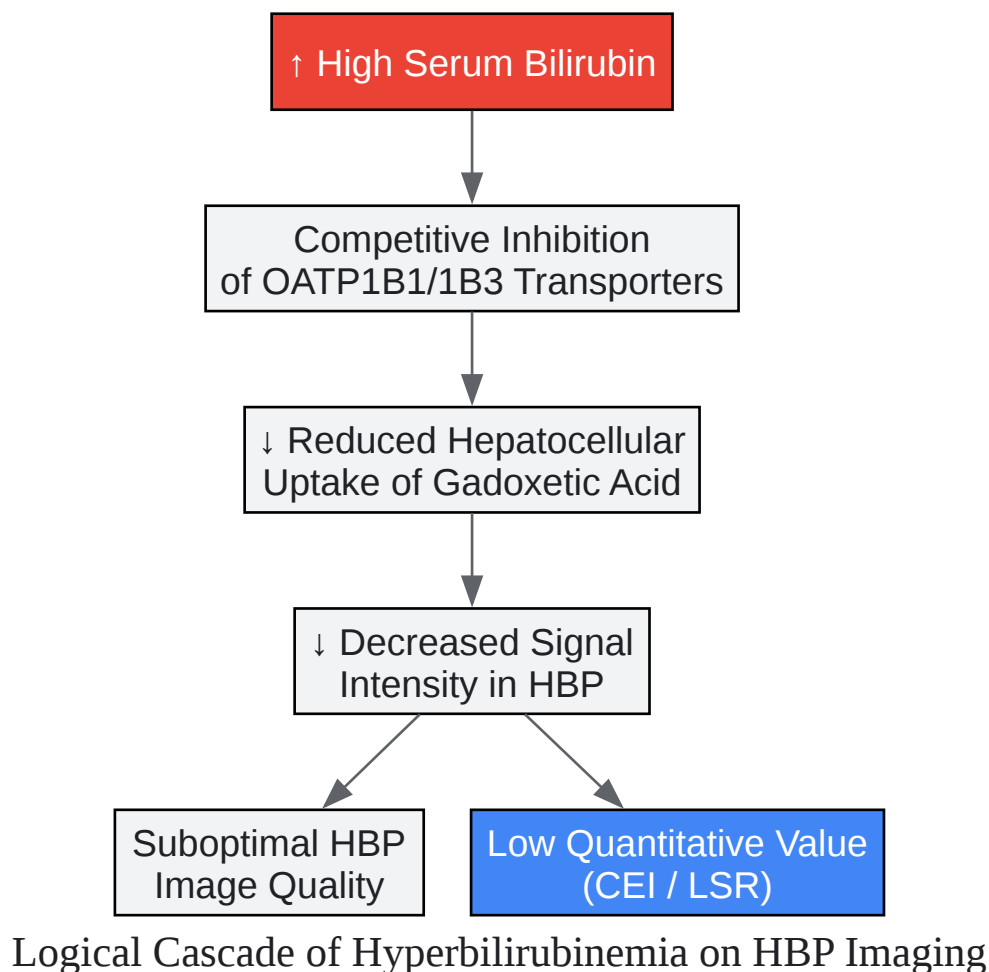 ↑ High Serum Bilirubin
Competitive Inhibition
of OATP1B1/1B3 Transporters
↓ Reduced Hepatocellular
Uptake of Gadoxetic Acid
↓ Decreased Signal
Intensity in HBP
Suboptimal HBP
Image Quality
Low Quantitative Value
(CEI / LSR)
Logical Cascade of Hyperbilirubinemia on HBP Imaging